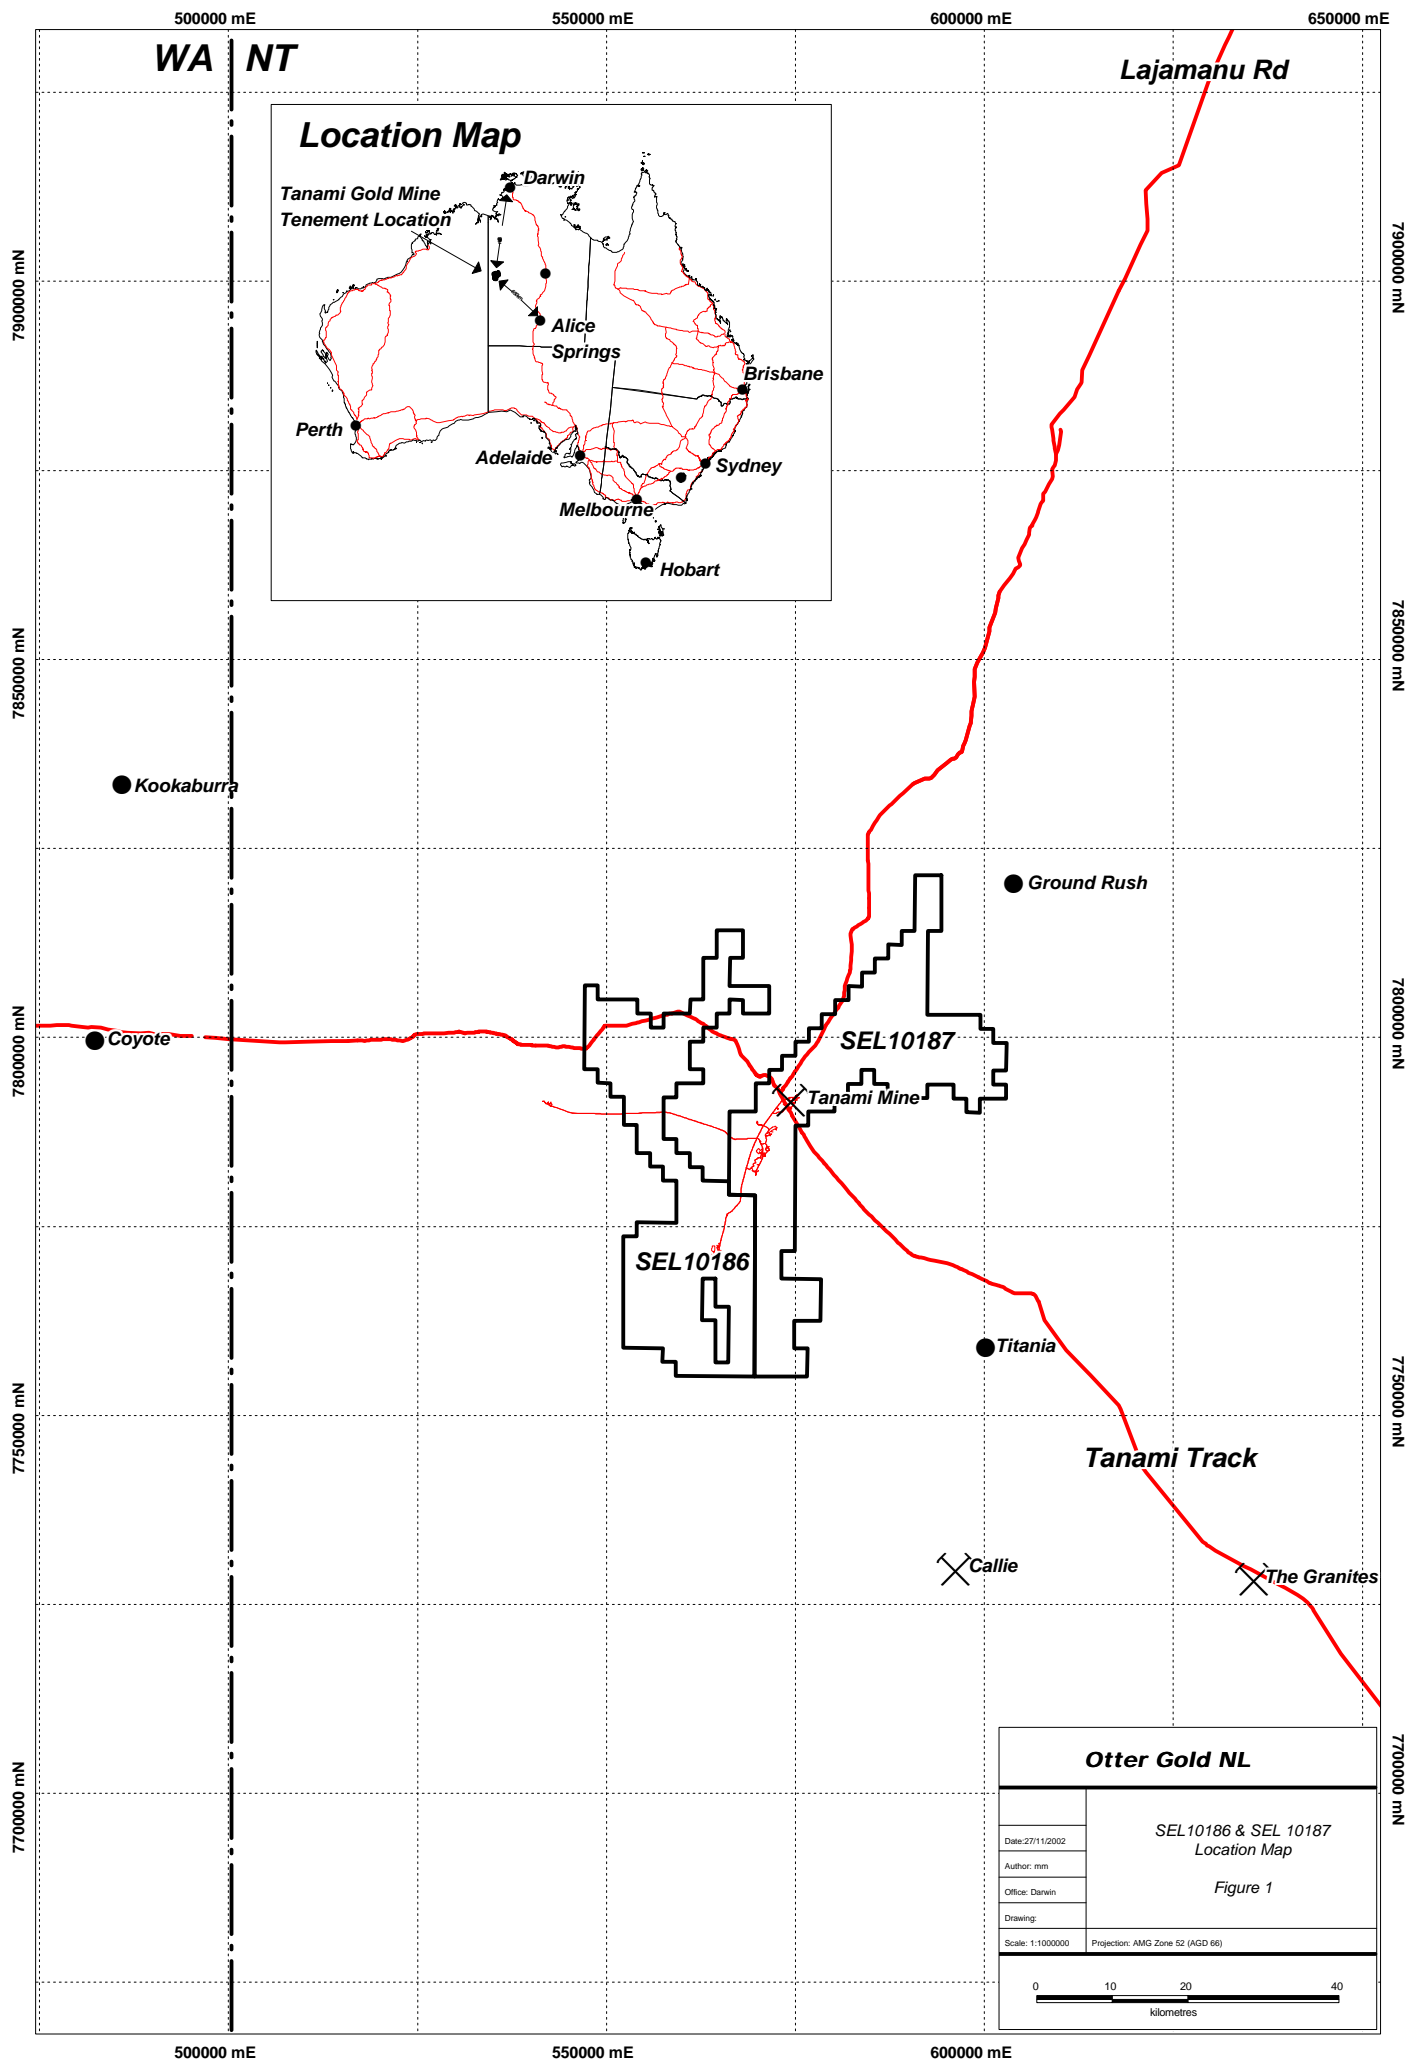 500000 mE
550000 mE
600000 mE
650000 mE
WA
NT
Lajamanu Rd
Location Map
Tanami Gold Mine
Tenement Location
Darwin
Alice
Springs
Brisbane
Perth
Adelaide
Sydney
Melbourne
Hobart
7900000 mN
7900000 mN
7850000 mN
7850000 mN
Kookaburra
Ground Rush
7800000 mN
7800000 mN
Coyote
SEL10187
Tanami Mine
SEL10186
Titania
7750000 mN
7750000 mN
Tanami Track
Callie
The Granites
7700000 mN
7700000 mN
Otter Gold NL
SEL10186 & SEL 10187
Location Map
Figure 1
Date:27/11/2002
Author: mm
Office: Darwin
Drawing:
Scale: 1:1000000
Projection: AMG Zone 52 (AGD 66)
0
10
20
40
kilometres
500000 mE
550000 mE
600000 mE